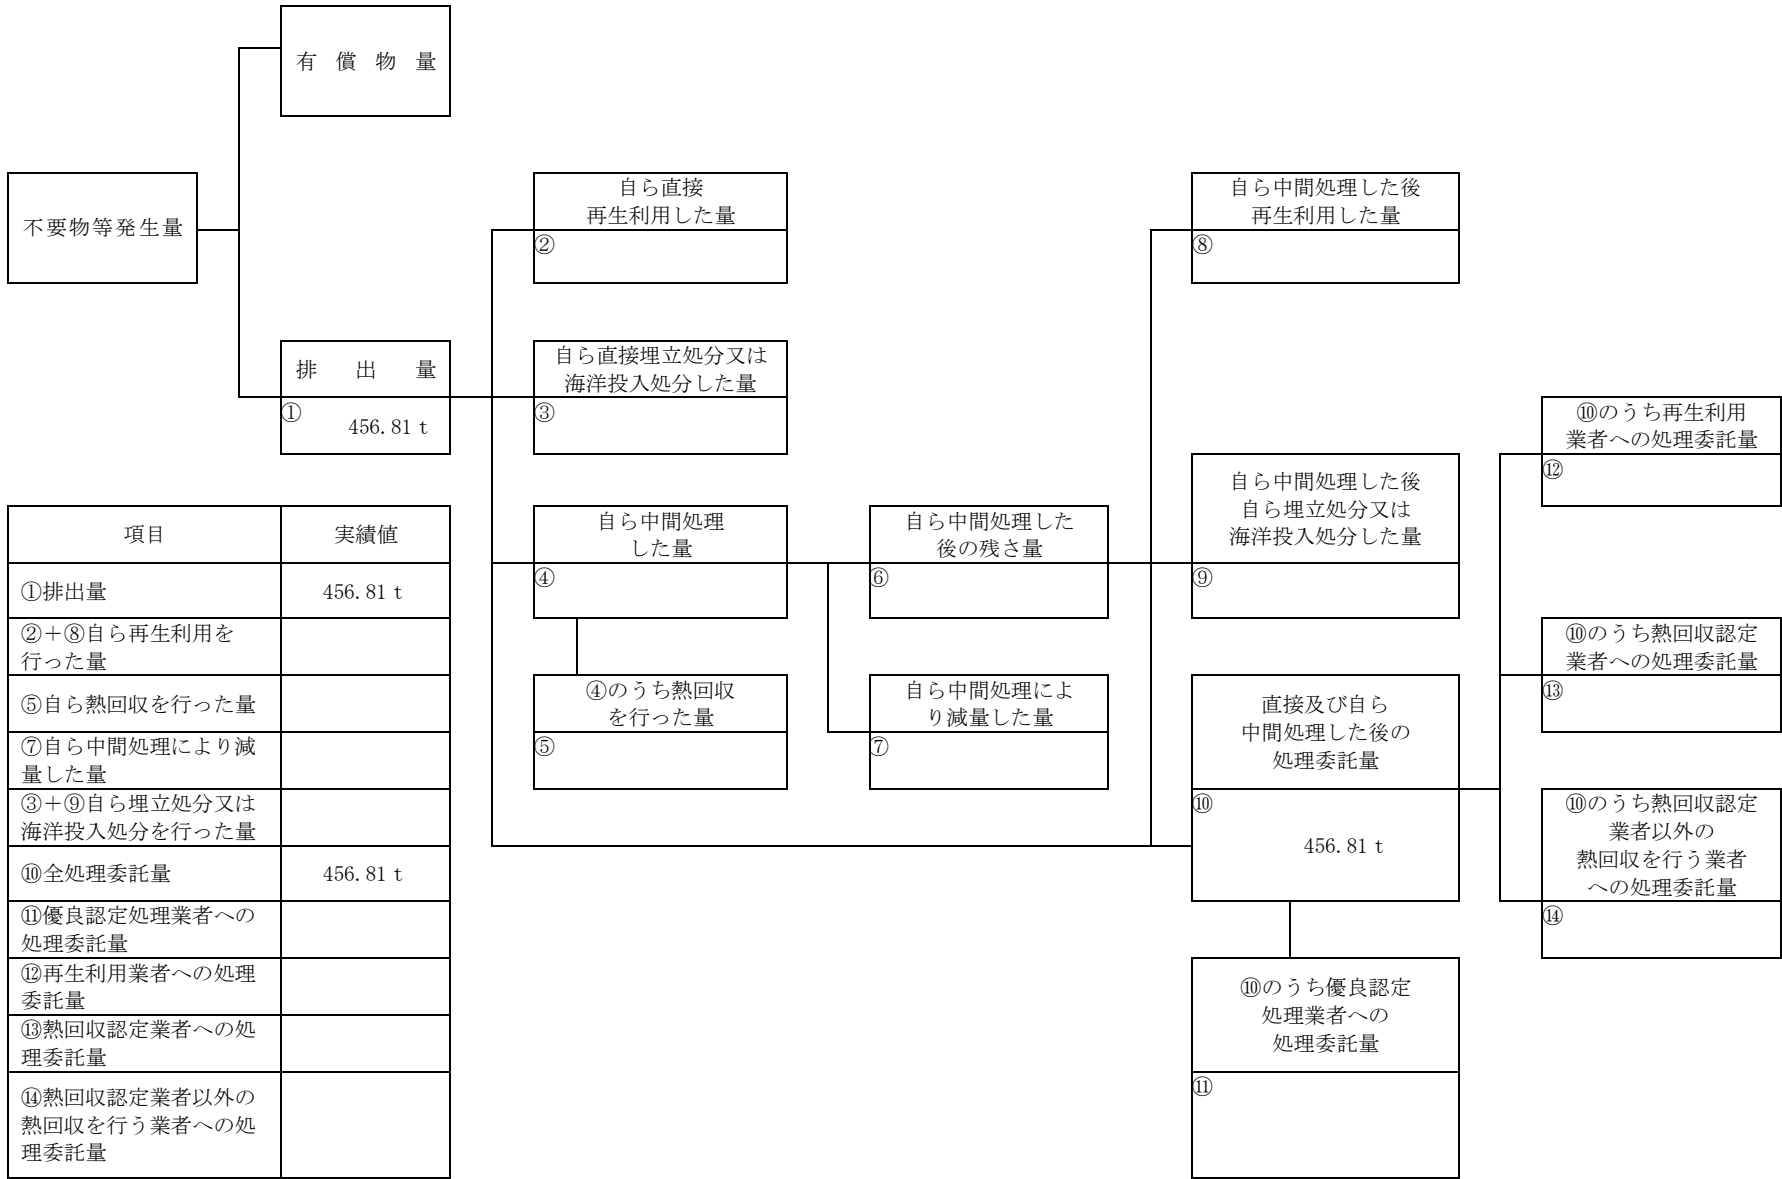 有償物量
不要物等発生量
排出量
①
456.81 t
自ら直接
再生利用した量
②
自ら直接埋立処分又は
海洋投入処分した量
③
自ら中間処理
した量
④
④のうち熱回収
を行った量
⑤
自ら中間処理した
後の残さ量
⑥
自ら中間処理によ
り減量した量
⑦
自ら中間処理した後
再生利用した量
⑧
自ら中間処理した後
自ら埋立処分又は
海洋投入処分した量
⑨
直接及び自ら
中間処理した後の
処理委託量
⑩
456.81 t
⑩のうち優良認定
処理業者への
処理委託量
⑪
⑩のうち再生利用
業者への処理委託量
⑫
⑩のうち熱回収認定
業者への処理委託量
⑬
⑩のうち熱回収認定
業者以外の
熱回収を行う業者
への処理委託量
⑭
項目 実績値
①排出量 456.81 t
②＋⑧自ら再生利用を
行った量
⑤自ら熱回収を行った量
⑦自ら中間処理により減
量した量
③＋⑨自ら埋立処分又は
海洋投入処分を行った量
⑩全処理委託量 456.81 t
⑪優良認定処理業者への
処理委託量
⑫再生利用業者への処理
委託量
⑬熱回収認定業者への処
理委託量
⑭熱回収認定業者以外の
熱回収を行う業者への処
理委託量